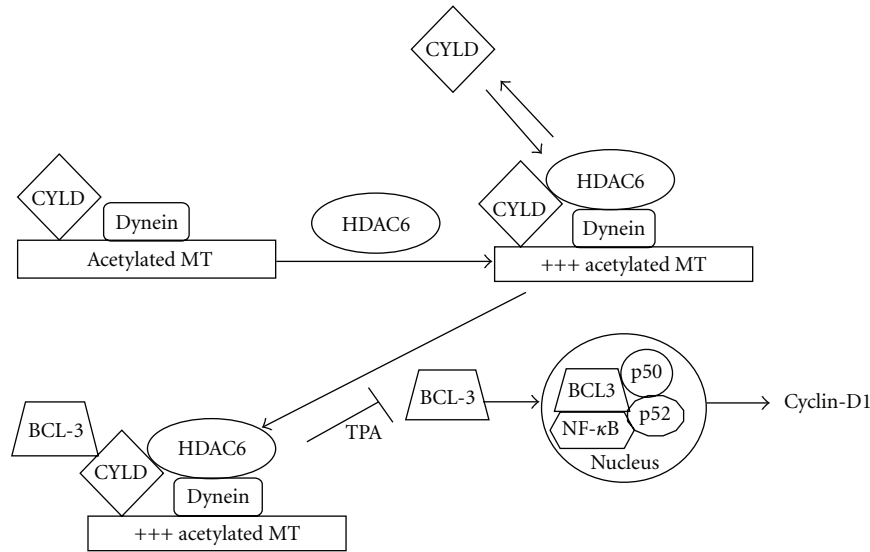 CYLD
CYLD
Dynein
Acetylated MT
HDAC6
HDAC6
CYLD
Dynein
+++ acetylated MT
BCL-3
CYLD
HDAC6
Dynein
+++ acetylated MT
TPA
BCL-3
BCL3
p50
p52
NF-κB
Nucleus
Cyclin-D1